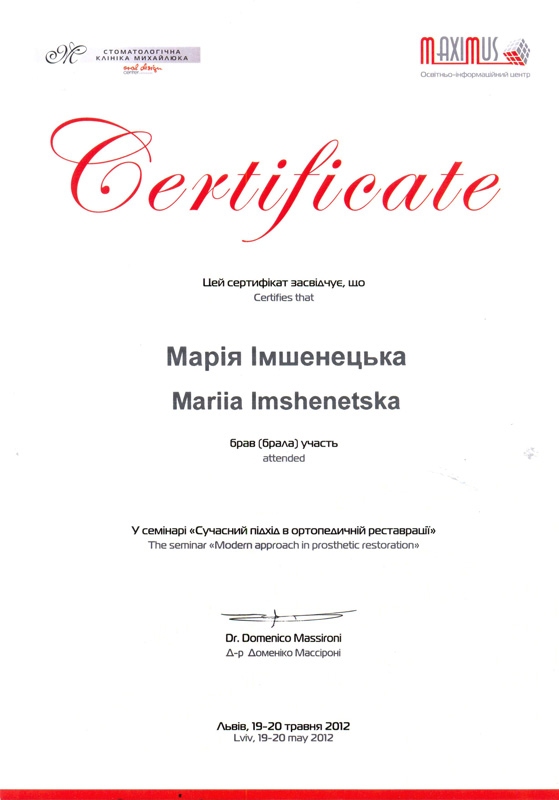 СТОМАТОЛОГІЧНА
КЛІНІКА МИХАЙЛЮКА
oral design
center
MAXIMUS
Освітньо-інформаційний центр
Certificate
Цей сертифікат засвідчує, що
Certifies that
Марія Імшенецька
Mariia Imshenetska
брав (брала) участь
attended
У семінарі «Сучасний підхід в ортопедичній реставрації»
The seminar «Modern approach in prosthetic restoration»
Dr. Domenico Massironi
Д-р Доменіко Массіроні
Львів, 19-20 травня 2012
Lviv, 19-20 may 2012